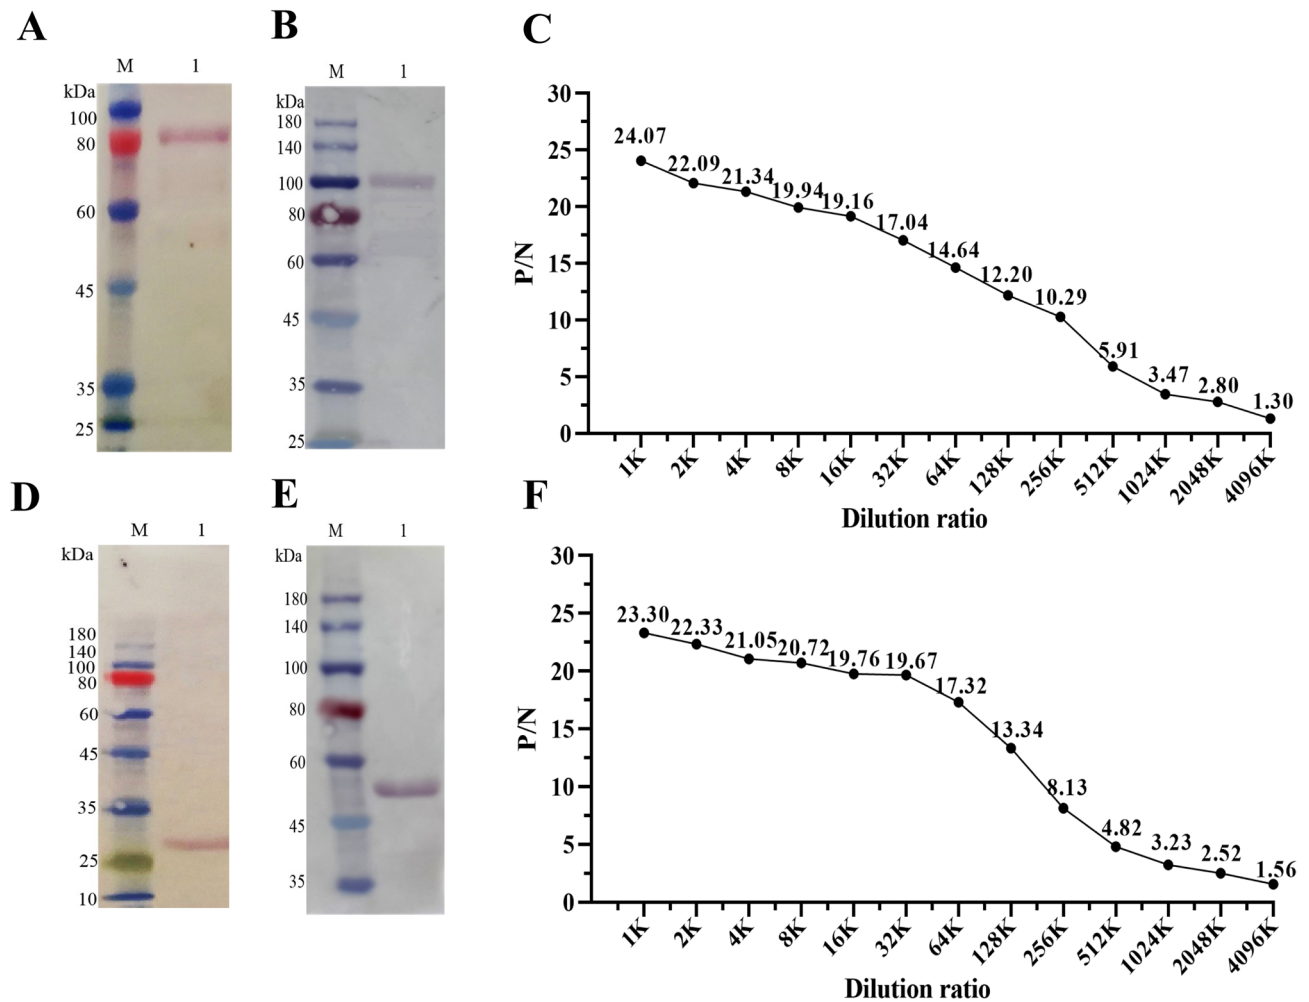 A
M 1
kDa
100
80
60
45
35
25
B
M 1
kDa
180
140
100
80
60
45
35
25
C
P/N
30
25
20
15
10
5
0
24.07
22.09
21.34
19.94
19.16
17.04
14.64
12.20
10.29
5.91
3.47
2.80
1.30
1K
2K
4K
8K
16K
32K
64K
128K
256K
512K
1024K
2048K
4096K
Dilution ratio
D
M 1
kDa
180
140
100
80
60
45
35
25
10
E
M 1
kDa
180
140
100
80
60
45
35
F
P/N
30
25
20
15
10
5
0
23.30
22.33
21.05
20.72
19.76
19.67
17.32
13.34
8.13
4.82
3.23
2.52
1.56
1K
2K
4K
8K
16K
32K
64K
128K
256K
512K
1024K
2048K
4096K
Dilution ratio